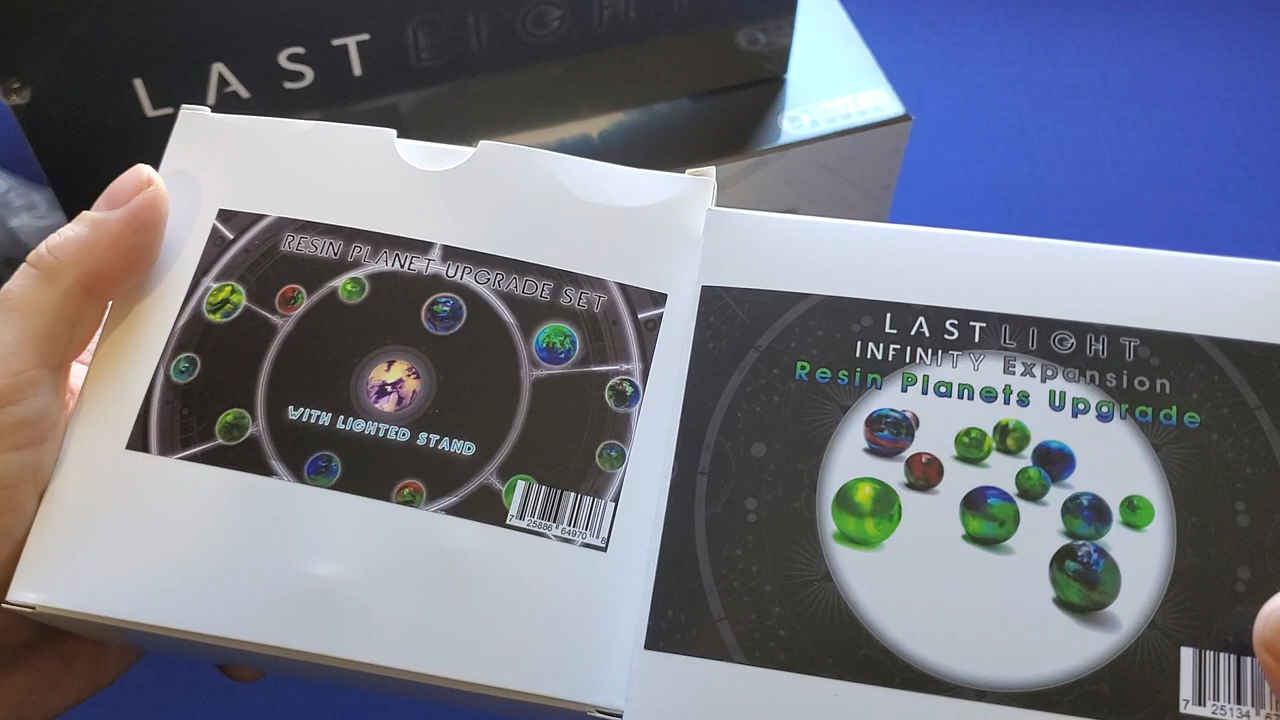 LAST LIGHT
RESIN PLANET UPGRADE SET
WITH LIGHTED STAND
7 25886 64970 8
LAST LIGHT
INFINITY Expansion
Resin Planets Upgrade
7 25134